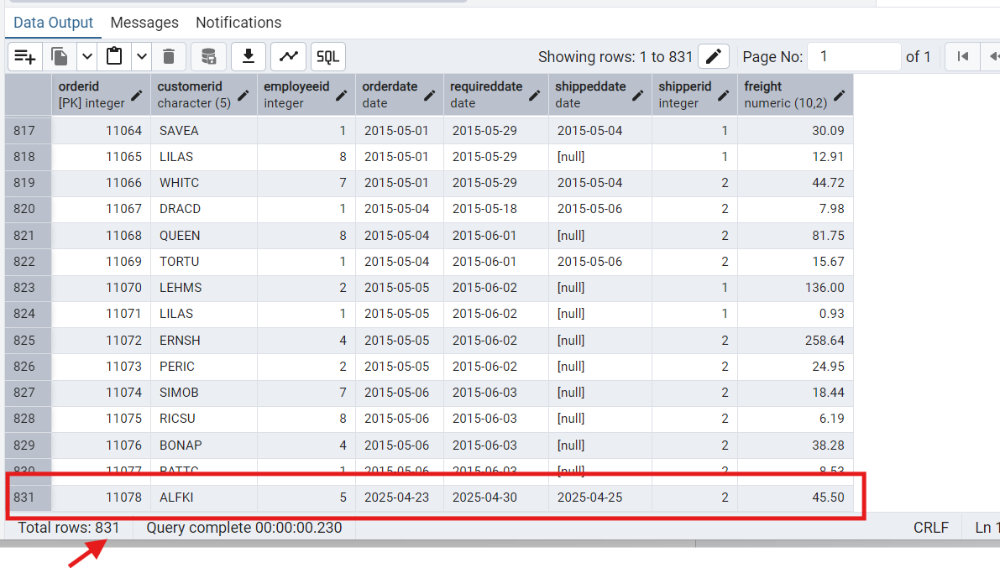 Data Output Messages Notifications
SQL Showing rows: 1 to 831 Page No: 1 of 1
orderid customerid employeeid orderdate requireddate shippeddate shipperid freight
[PK] integer character (5) integer date date date integer numeric (10,2)
817 11064 SAVEA 1 2015-05-01 2015-05-29 2015-05-04 1 30.09
818 11065 LILAS 8 2015-05-01 2015-05-29 [null] 1 12.91
819 11066 WHITC 7 2015-05-01 2015-05-29 2015-05-04 2 44.72
820 11067 DRACD 1 2015-05-04 2015-05-18 2015-05-06 2 7.98
821 11068 QUEEN 8 2015-05-04 2015-06-01 [null] 2 81.75
822 11069 TORTU 1 2015-05-04 2015-06-01 2015-05-06 2 15.67
823 11070 LEHMS 2 2015-05-05 2015-06-02 [null] 1 136.00
824 11071 LILAS 1 2015-05-05 2015-06-02 [null] 1 0.93
825 11072 ERNSH 4 2015-05-05 2015-06-02 [null] 2 258.64
826 11073 PERIC 2 2015-05-05 2015-06-02 [null] 2 24.95
827 11074 SIMOB 7 2015-05-06 2015-06-03 [null] 2 18.44
828 11075 RICSU 8 2015-05-06 2015-06-03 [null] 2 6.19
829 11076 BONAP 4 2015-05-06 2015-06-03 [null] 2 38.28
830 11077 RATTC 1 2015-05-06 2015-06-03 [null] 2 8.53
831 11078 ALFKI 5 2025-04-23 2025-04-30 2025-04-25 2 45.50
Total rows: 831 Query complete 00:00:00.230 CRLF Ln 1